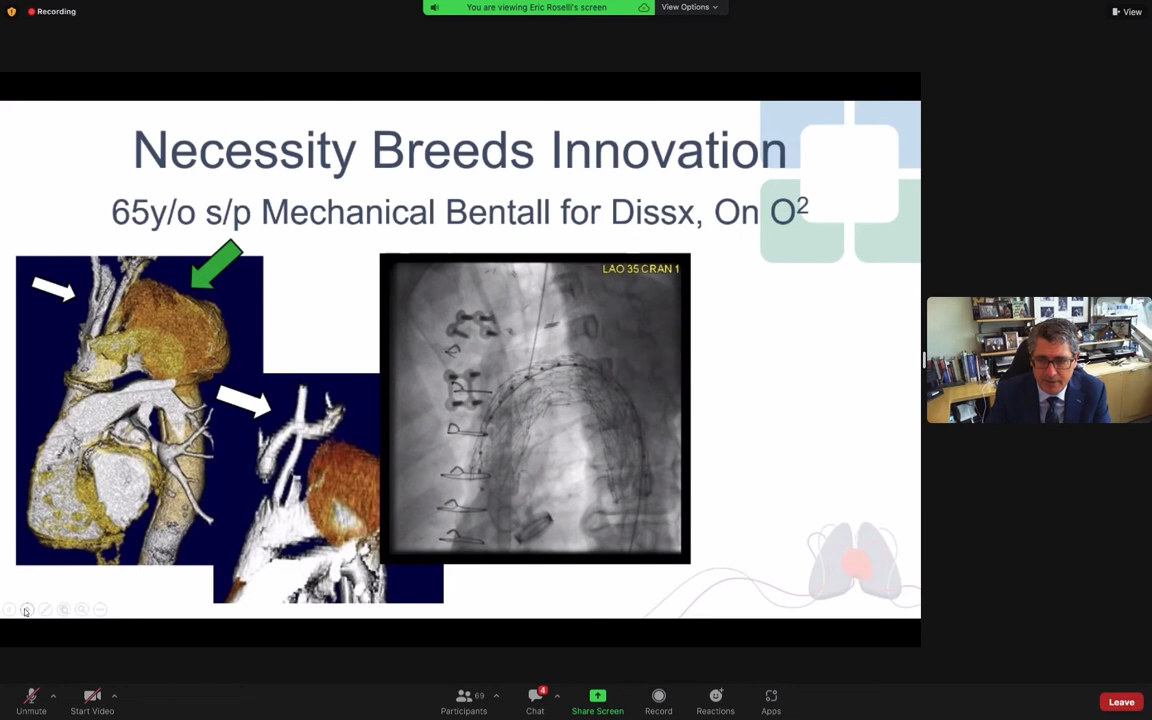 Recording
You are viewing Eric Roselli's screen
View Options
View
Necessity Breeds Innovation
65y/o s/p Mechanical Bentall for Dissx, On O2
LAO 35 CRAN 1
Unmute
Start Video
Participants
69
Chat
4
Share Screen
Record
Reactions
Apps
Leave